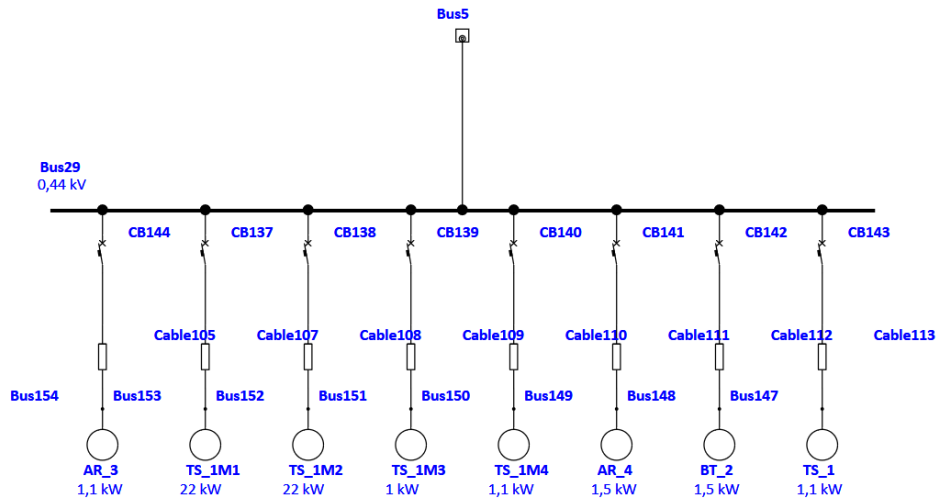 Bus5
Bus29
0,44 kV
CB144 CB137 CB138 CB139 CB140 CB141 CB142 CB143
Cable105 Cable107 Cable108 Cable109 Cable110 Cable111 Cable112 Cable113
Bus154 Bus153 Bus152 Bus151 Bus150 Bus149 Bus148 Bus147
AR_3 TS_1M1 TS_1M2 TS_1M3 TS_1M4 AR_4 BT_2 TS_1
1,1 kW 22 kW 22 kW 1 kW 1,1 kW 1,5 kW 1,5 kW 1,1 kW